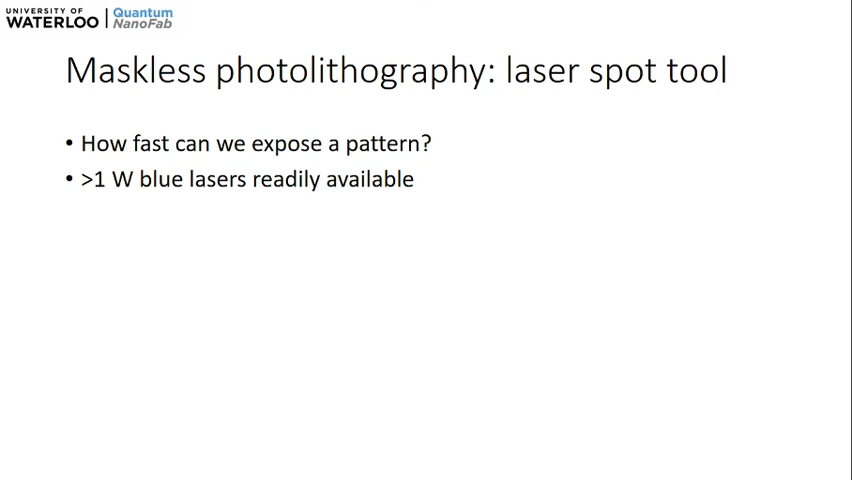 UNIVERSITY OF
WATERLOO
Quantum
NanoFab
Maskless photolithography: laser spot tool
• How fast can we expose a pattern?
• >1 W blue lasers readily available